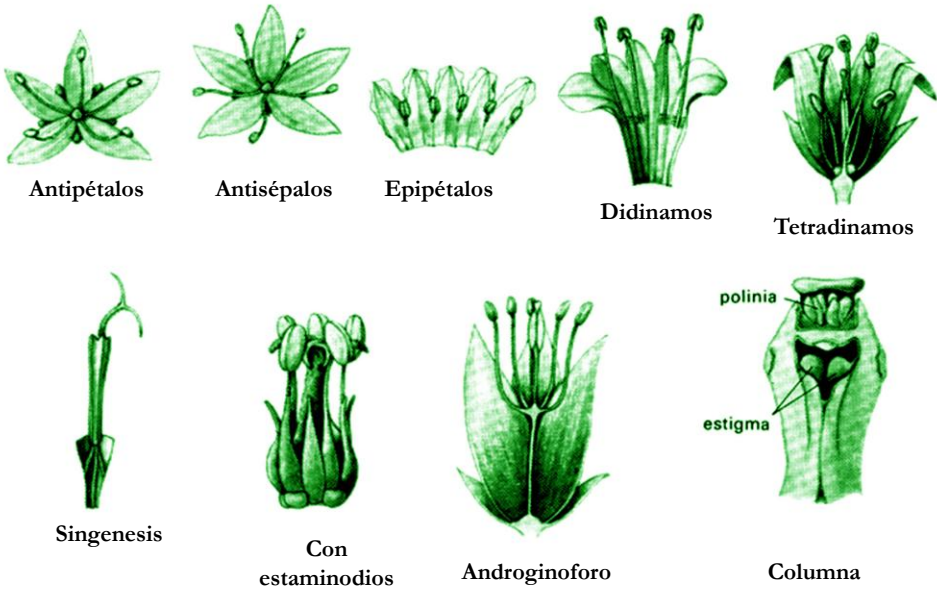 Antipétalos
Antisépalos
Epipétalos
Didinamos
Tetradinamos
polinia
estigma
Singenesis
Con
estaminodios
Androginoforo
Columna